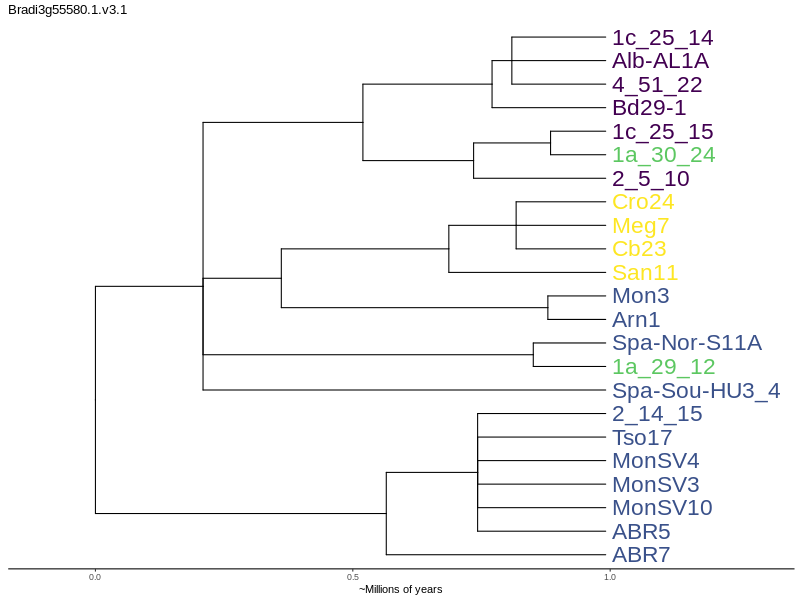 Bradi3g55580.1.v3.1
1c_25_14
Alb-AL1A
4_51_22
Bd29-1
1c_25_15
1a_30_24
2_5_10
Cro24
Meg7
Cb23
San11
Mon3
Arn1
Spa-Nor-S11A
1a_29_12
Spa-Sou-HU3_4
2_14_15
Tso17
MonSV4
MonSV3
MonSV10
ABR5
ABR7
0.0 0.5 1.0
~Millions of years